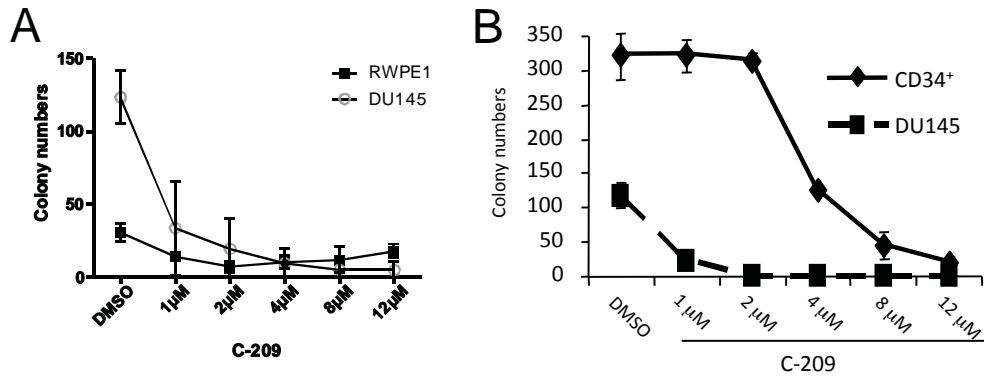 A
Colony numbers
150
100
50
0
RWPE1
DU145
DMSO
1μM
2μM
4μM
8μM
12μM
C-209
B
Colony numbers
350
300
250
200
150
100
50
0
CD34⁺
DU145
DMSO
1 μM
2 μM
4 μM
8 μM
12 μM
C-209